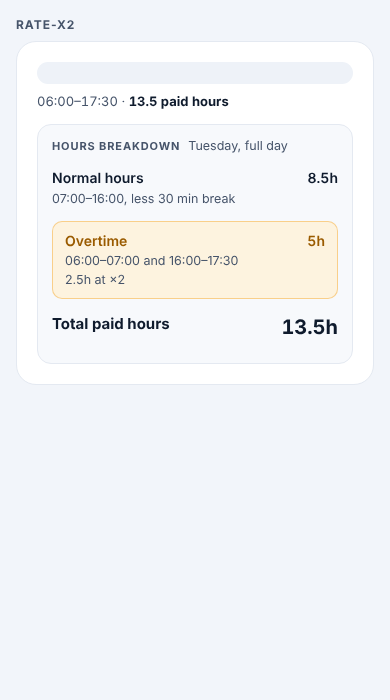 RATE-X2
06:00–17:30 · 13.5 paid hours
HOURS BREAKDOWN Tuesday, full day
Normal hours 8.5h
07:00–16:00, less 30 min break
Overtime 5h
06:00–07:00 and 16:00–17:30
2.5h at ×2
Total paid hours 13.5h